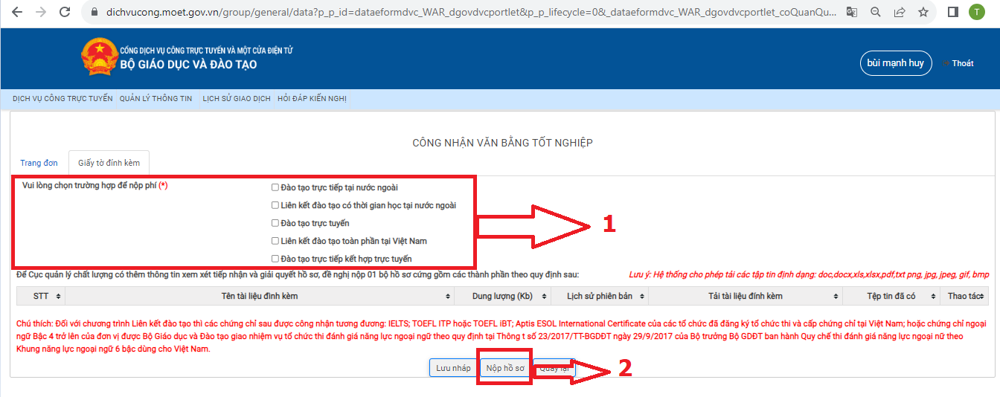 dichvucong.moet.gov.vn/group/general/data?p_p_id=dataeformdvc_WAR_dgovdvcportlet&p_p_lifecycle=0&_dataeformdvc_WAR_dgovdvcportlet_coQuanQu...
T
CỔNG DỊCH VỤ CÔNG TRỰC TUYẾN VÀ MỘT CỬA ĐIỆN TỬ
BỘ GIÁO DỤC VÀ ĐÀO TẠO
bùi mạnh huy
Thoát
DỊCH VỤ CÔNG TRỰC TUYẾN QUẢN LÝ THÔNG TIN LỊCH SỬ GIAO DỊCH HỎI ĐÁP KIẾN NGHỊ
CÔNG NHẬN VĂN BẰNG TỐT NGHIỆP
Trang đơn Giấy tờ đính kèm
Vui lòng chọn trường hợp để nộp phí (*)
Đào tạo trực tiếp tại nước ngoài
Liên kết đào tạo có thời gian học tại nước ngoài
Đào tạo trực tuyến
Liên kết đào tạo toàn phần tại Việt Nam
Đào tạo trực tiếp kết hợp trực tuyến
1
Để Cục quản lý chất lượng có thêm thông tin xem xét tiếp nhận và giải quyết hồ sơ, đề nghị nộp 01 bộ hồ sơ cứng gồm các thành phần theo quy định sau:
Lưu ý: Hệ thống cho phép tải các tập tin định dạng: doc,docx,xls,xlsx,pdf,txt png, jpg, jpeg, gif, bmp
STT Tên tài liệu đình kèm Dung lượng (Kb) Lịch sử phiên bản Tải tài liệu đính kèm Tệp tin đã có Thao tác
Chú thích: Đối với chương trình Liên kết đào tạo thì các chứng chỉ sau được công nhận tương đương: IELTS; TOEFL ITP hoặc TOEFL iBT; Aptis ESOL International Certificate của các tổ chức đã đăng ký tổ chức thi và cấp chứng chỉ tại Việt Nam; hoặc chứng chỉ ngoại
ngữ Bậc 4 trở lên của đơn vị được Bộ Giáo dục và Đào tạo giao nhiệm vụ tổ chức thi đánh giá năng lực ngoại ngữ theo quy định tại Thông t số 23/2017/TT-BGDĐT ngày 29/9/2017 của Bộ trưởng Bộ GDĐT ban hành Quy chế thi đánh giá năng lực ngoại nữ theo
Khung năng lực ngoại ngữ 6 bậc dùng cho Việt Nam.
Lưu nháp Nộp hồ sơ Quay lại
2